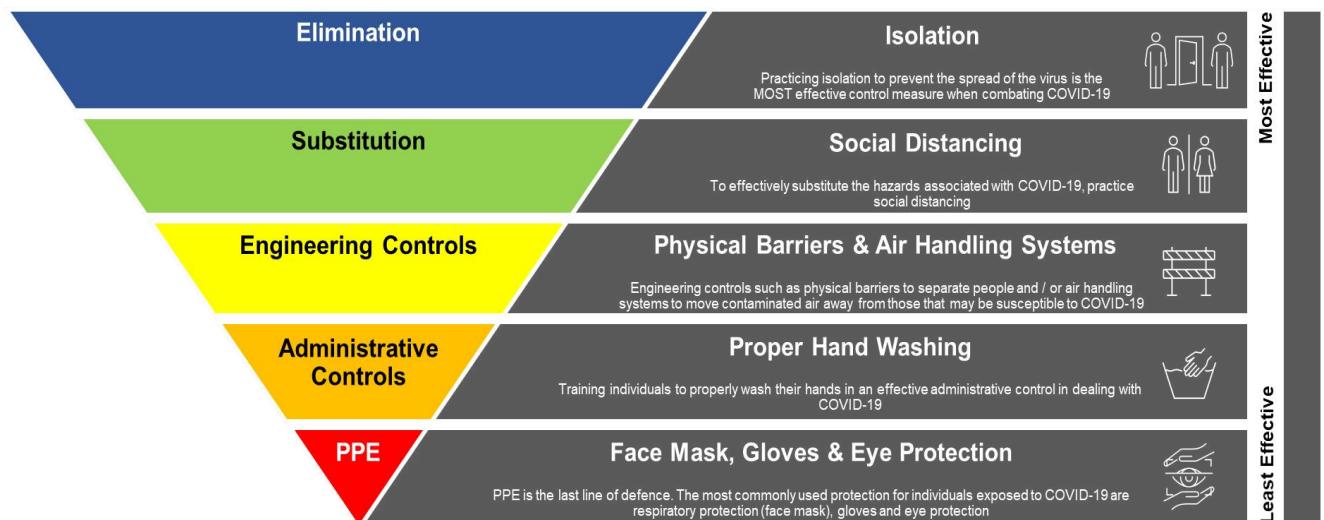 Elimination
Isolation
Practicing isolation to prevent the spread of the virus is the
MOST effective control measure when combating COVID-19
Most Effective
Substitution
Social Distancing
To effectively substitute the hazards associated with COVID-19, practice
social distancing
Engineering Controls
Physical Barriers & Air Handling Systems
Engineering controls such as physical barriers to separate people and / or air handling
systems to move contaminated air away from those that may be susceptible to COVID-19
Administrative
Controls
Proper Hand Washing
Training individuals to properly wash their hands in an effective administrative control in dealing with
COVID-19
PPE
Face Mask, Gloves & Eye Protection
PPE is the last line of defence. The most commonly used protection for individuals exposed to COVID-19 are
respiratory protection (face mask), gloves and eye protection
Least Effective